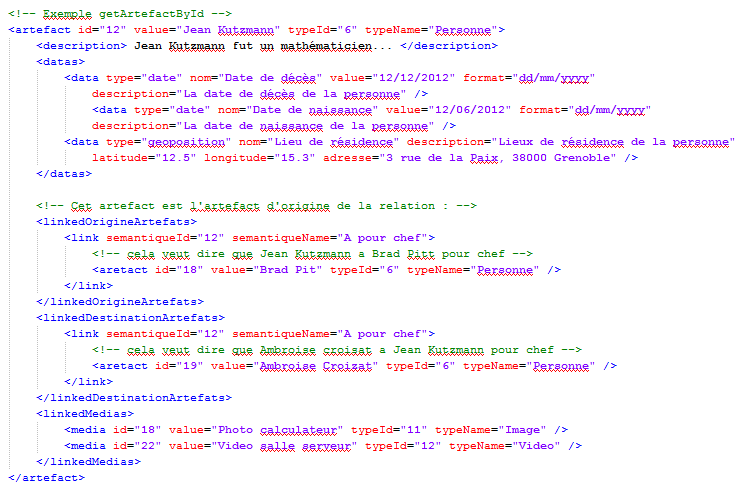 <!-- Exemple getArtefactById -->
<artefact id="12" value="Jean Kutzmann" typeId="6" typeName="Personne">
<description> Jean Kutzmann fut un mathématicien... </description>
<datas>
<data type="date" nom="Date de décès" value="12/12/2012" format="dd/mm/yyyy"
description="La date de décès de la personne" />
<data type="date" nom="Date de naissance" value="12/06/2012" format="dd/mm/yyyy"
description="La date de naissance de la personne" />
<data type="geoposition" nom="Lieu de résidence" description="Lieux de résidence de la personne"
latitude="12.5" longitude="15.3" adresse="3 rue de la Paix, 38000 Grenoble" />
</datas>
<!-- Cet artefact est l'artefact d'origine de la relation : -->
<linkedOrigineArtefats>
<link semantiqueId="12" semantiqueName="A pour chef">
<!-- cela veut dire que Jean Kutzmann a Brad Pitt pour chef -->
<aretact id="18" value="Brad Pit" typeId="6" typeName="Personne" />
</link>
</linkedOrigineArtefats>
<linkedDestinationArtefats>
<link semantiqueId="12" semantiqueName="A pour chef">
<!-- cela veut dire que Ambroise croisat a Jean Kutzmann pour chef -->
<aretact id="19" value="Ambroise Croizat" typeId="6" typeName="Personne" />
</link>
</linkedDestinationArtefats>
<linkedMedias>
<media id="18" value="Photo calculateur" typeId="11" typeName="Image" />
<media id="22" value="Video salle serveur" typeId="12" typeName="Video" />
</linkedMedias>
</artefact>